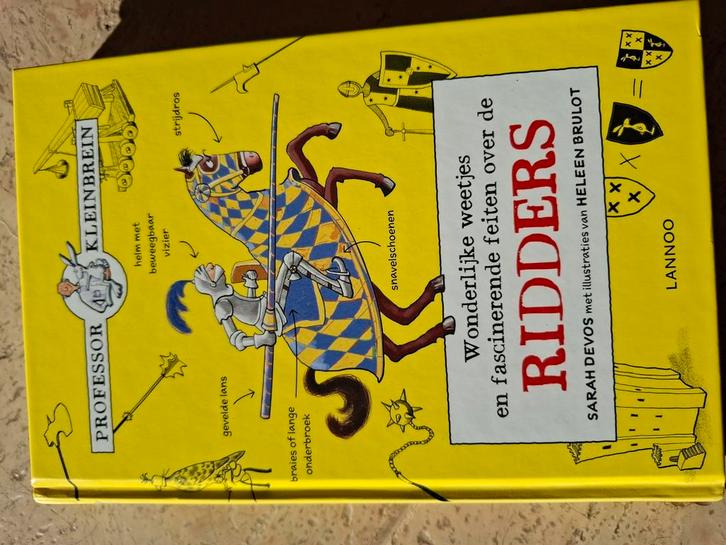 PROFESSOR KLEINBREIN
strijdros
helm met
beweegbaar
vizier
snavelschoenen
gevelde lans
braies of lange
onderbroek
Wonderlijke weetjes
en fascinerende feiten over de
RIDDERS
SARAH DEVOS met illustraties van HELEEN BRULOT
LANNOO